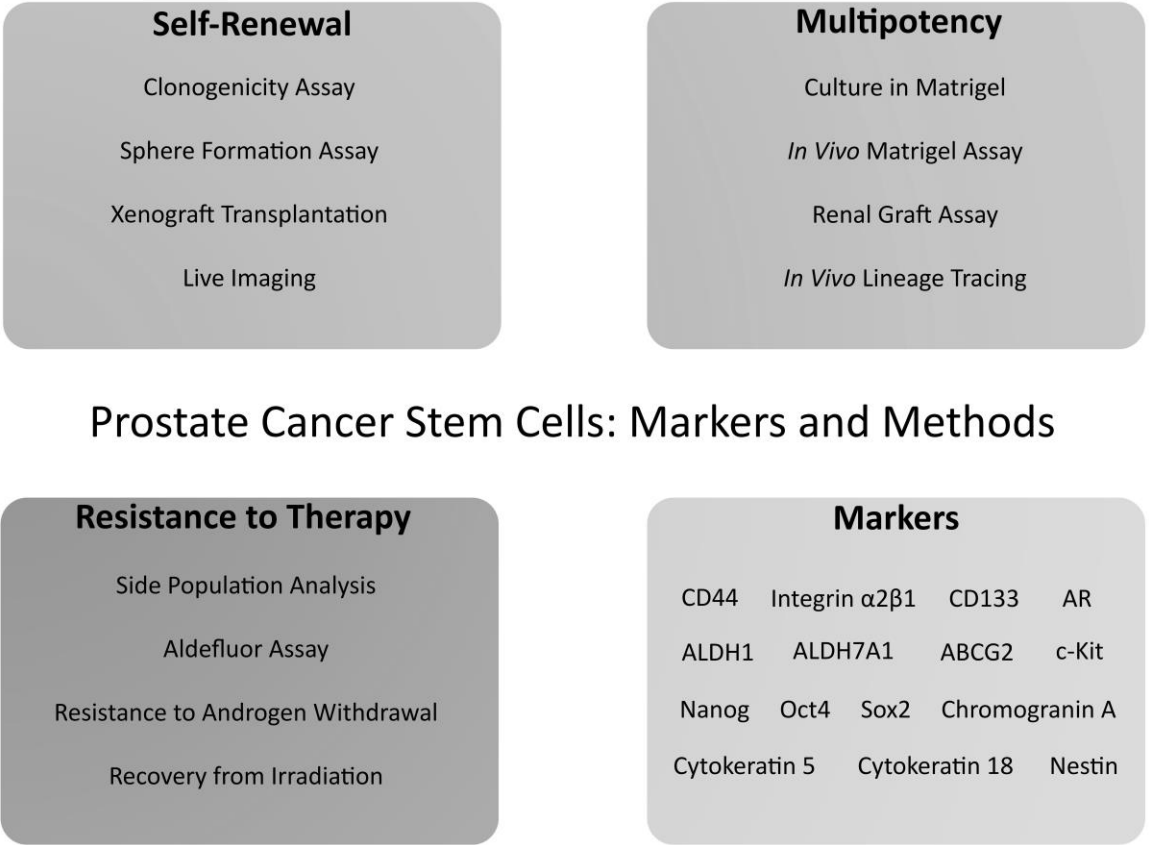 Self-Renewal
Clonogenicity Assay
Sphere Formation Assay
Xenograft Transplantation
Live Imaging
Multipotency
Culture in Matrigel
In Vivo Matrigel Assay
Renal Graft Assay
In Vivo Lineage Tracing
Prostate Cancer Stem Cells: Markers and Methods
Resistance to Therapy
Side Population Analysis
Aldefluor Assay
Resistance to Androgen Withdrawal
Recovery from Irradiation
Markers
CD44 Integrin α2β1 CD133 AR
ALDH1 ALDH7A1 ABCG2 c-Kit
Nanog Oct4 Sox2 Chromogranin A
Cytokeratin 5 Cytokeratin 18 Nestin